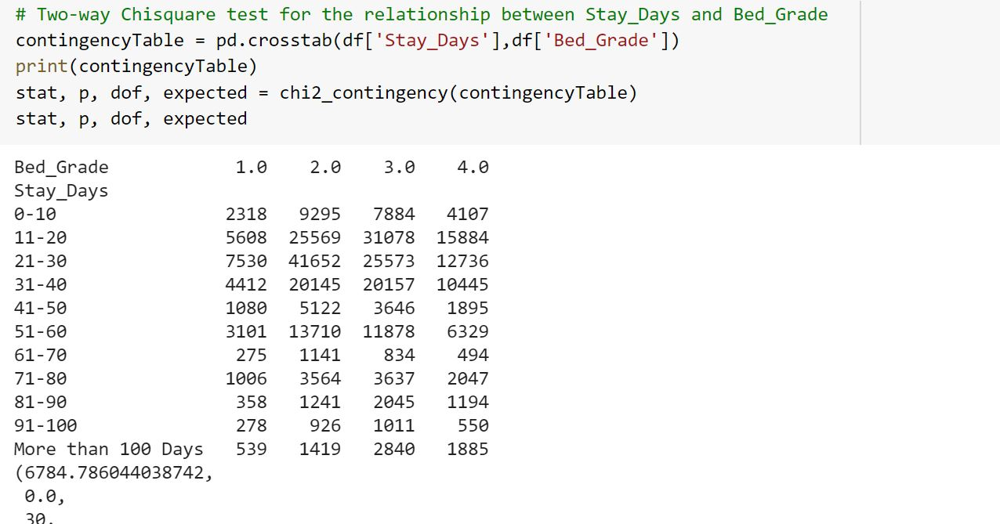 # Two-way Chisquare test for the relationship between Stay_Days and Bed_Grade
contingencyTable = pd.crosstab(df['Stay_Days'],df['Bed_Grade'])
print(contingencyTable)
stat, p, dof, expected = chi2_contingency(contingencyTable)
stat, p, dof, expected
Bed_Grade 1.0 2.0 3.0 4.0
Stay_Days
0-10 2318 9295 7884 4107
11-20 5608 25569 31078 15884
21-30 7530 41652 25573 12736
31-40 4412 20145 20157 10445
41-50 1080 5122 3646 1895
51-60 3101 13710 11878 6329
61-70 275 1141 834 494
71-80 1006 3564 3637 2047
81-90 358 1241 2045 1194
91-100 278 926 1011 550
More than 100 Days 539 1419 2840 1885
(6784.786044038742,
0.0,
30,